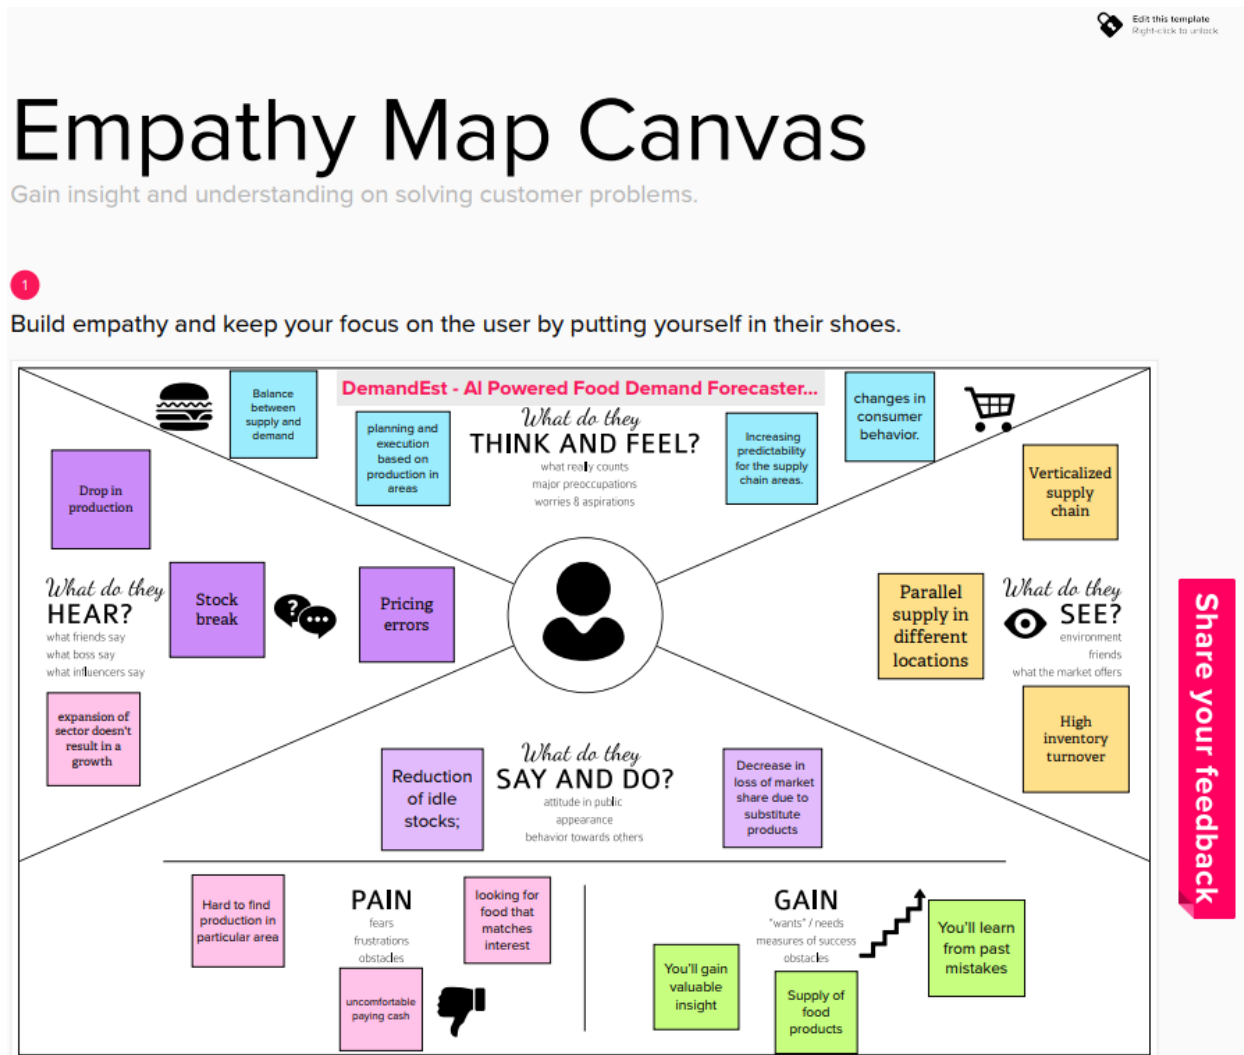 Edit this template
Right-click to unlock
Empathy Map Canvas
Gain insight and understanding on solving customer problems.
1
Build empathy and keep your focus on the user by putting yourself in their shoes.
DemandEst - AI Powered Food Demand Forecaster...
Balance
between
supply and
demand
planning and
execution
based on
production in
areas
What do they
THINK AND FEEL?
what really counts
major preoccupations
worries & aspirations
Increasing
predictability
for the supply
chain areas.
changes in
consumer
behavior.
Drop in
production
What do they
HEAR?
what friends say
what boss say
what influencers say
Stock
break
?
Pricing
errors
expansion of
sector doesn't
result in a
growth
Verticalized
supply
chain
Parallel
supply in
different
locations
What do they
SEE?
environment
friends
what the market offers
High
inventory
turnover
Share your feedback
Reduction
of idle
stocks;
What do they
SAY AND DO?
attitude in public
appearance
behavior towards others
Decrease in
loss of market
share due to
substitute
products
Hard to find
production in
particular area
PAIN
fears
frustrations
obstacles
looking for
food that
matches
interest
uncomfortable
paying cash
GAIN
"wants" / needs
measures of success
obstacles
You'll gain
valuable
insight
Supply of
food
products
You'll learn
from past
mistakes